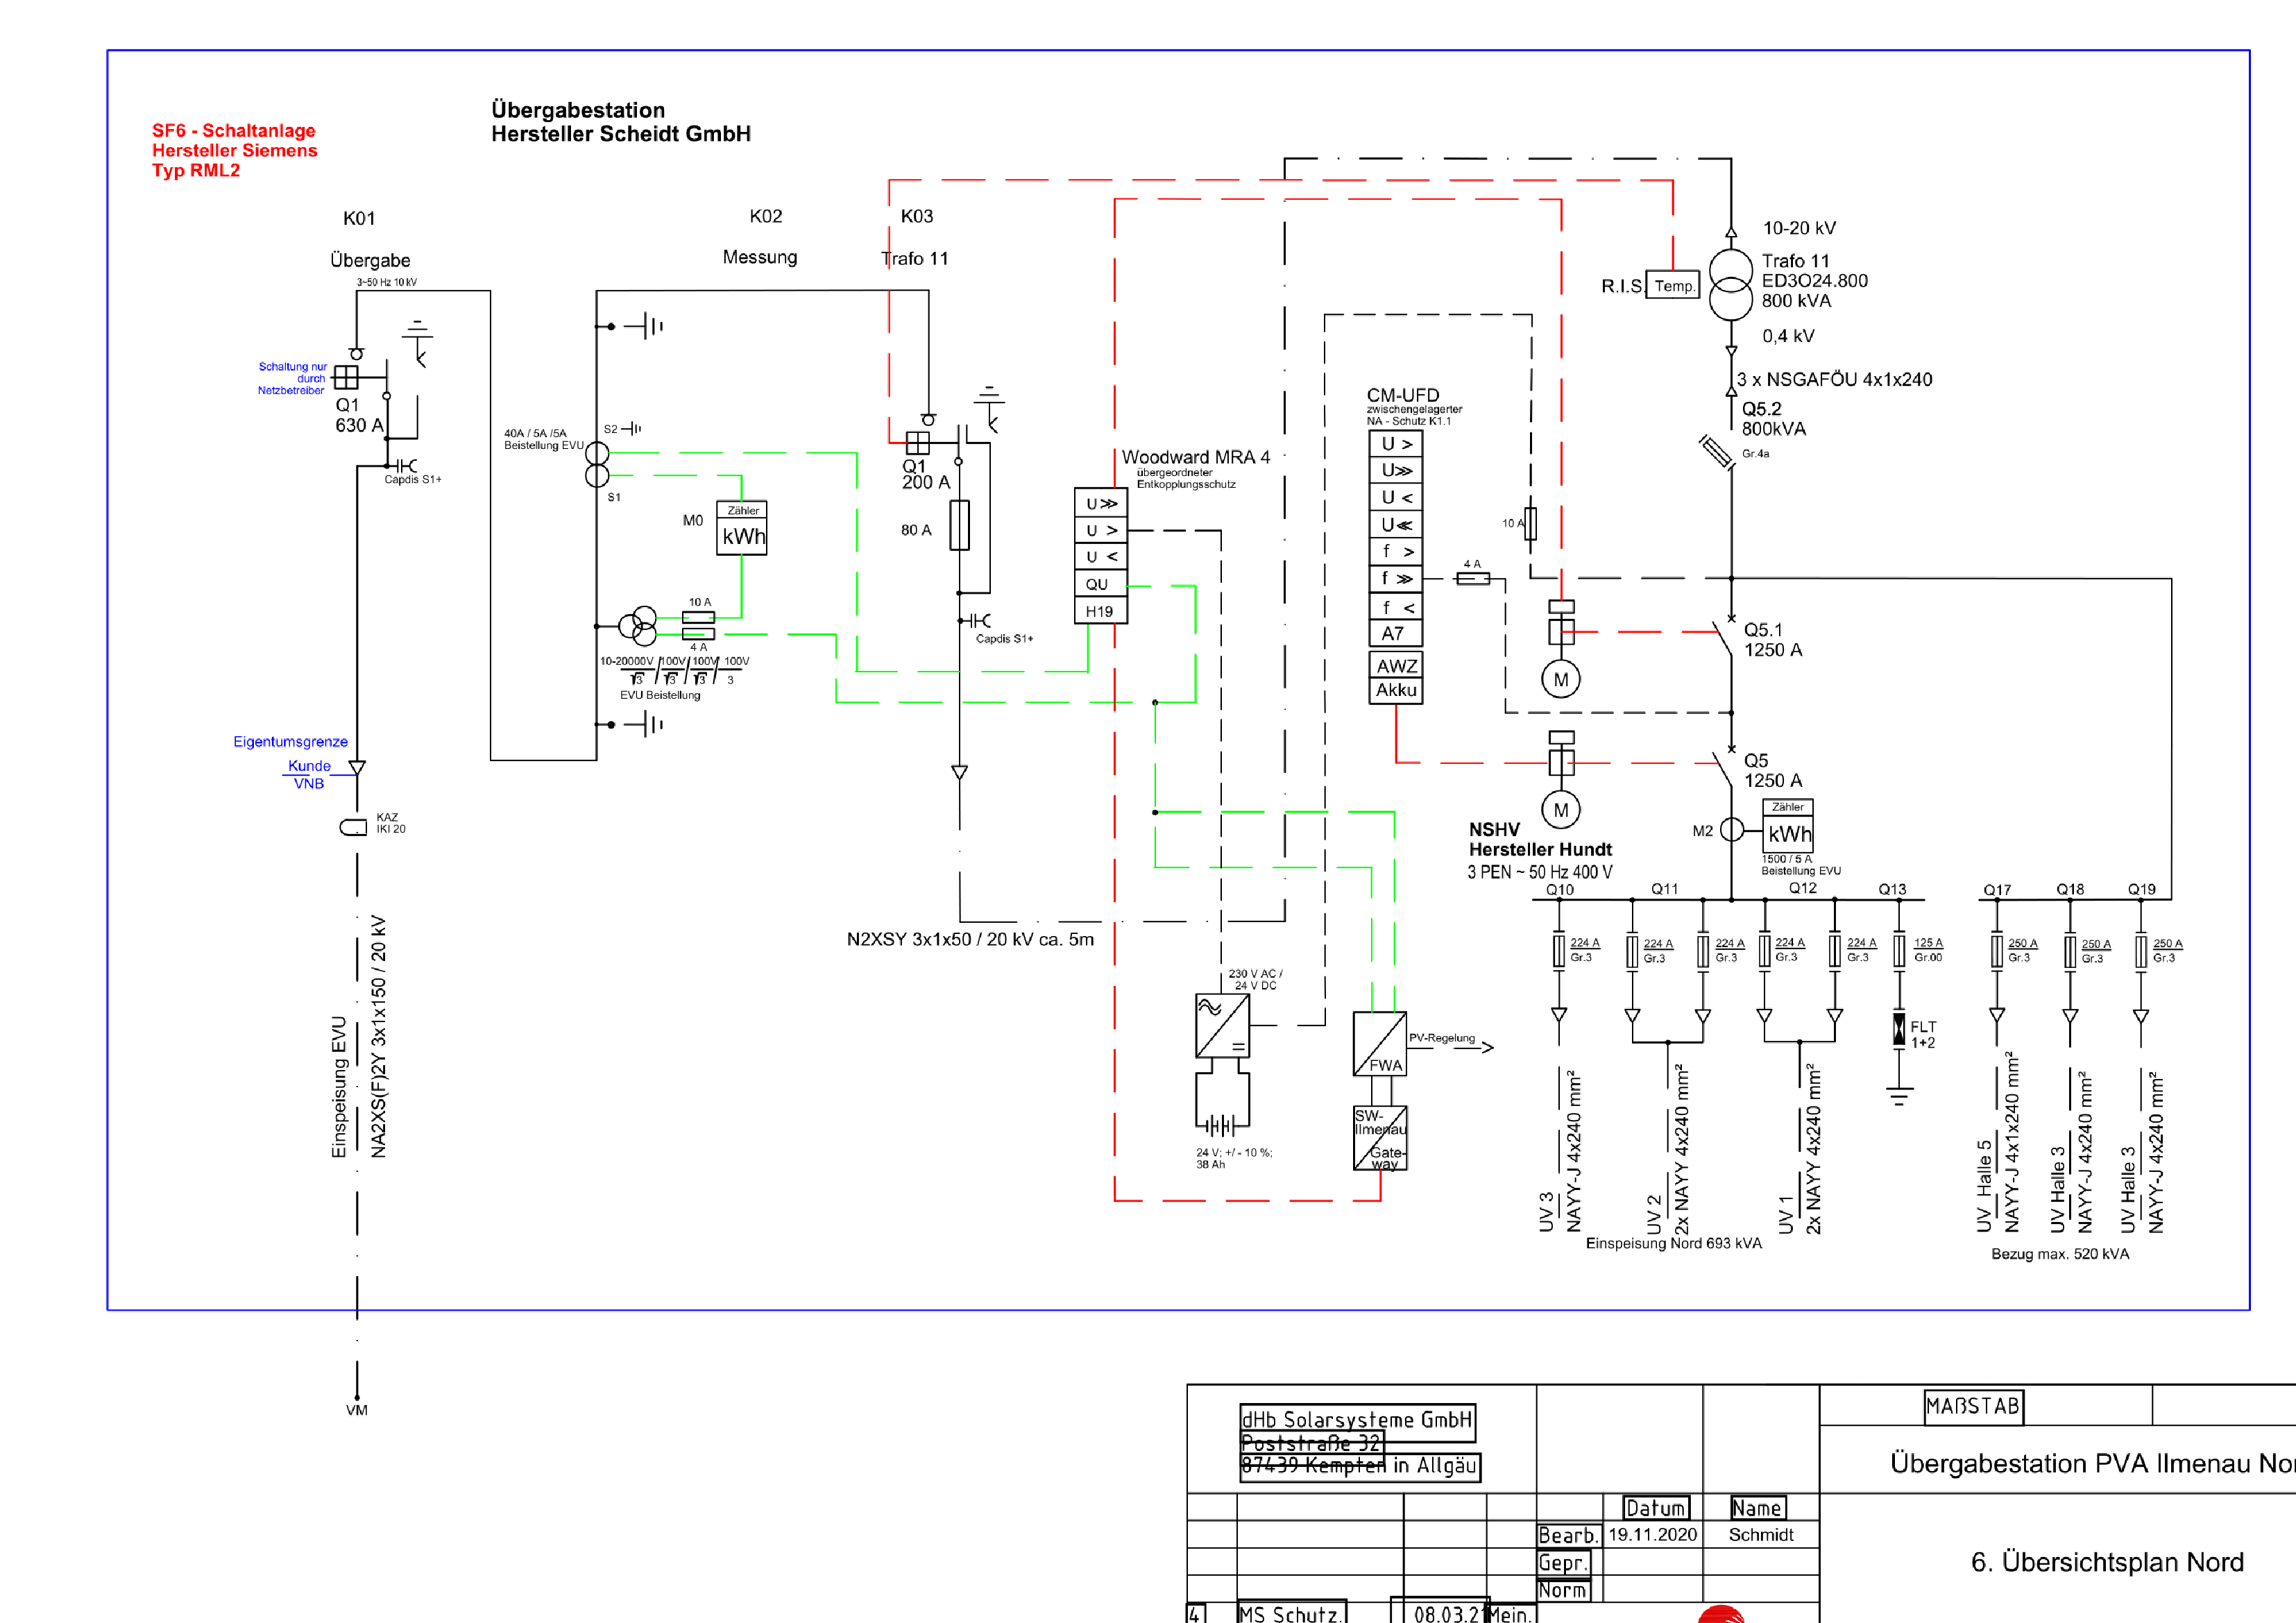 Übergabestation
Hersteller Scheidt GmbH
SF6 - Schaltanlage
Hersteller Siemens
Typ RML2
K01
Übergabe
3~50 Hz 10 kV
K02
Messung
K03
Trafo 11
Schaltung nur
durch
Netzbetreiber
Q1
630 A
Capdis S1+
40A / 5A /5A
Beistellung EVU
S2
S1
M0
Zähler
kWh
10 A
4 A
10-20000V / 100V / 100V / 100V
√3 / √3 / √3 / 3
EVU Beistellung
Q1
200 A
80 A
Capdis S1+
Woodward MRA 4
übergeordneter
Entkopplungsschutz
U≫
U >
U <
QU
H19
CM-UFD
zwischengelagerter
NA - Schutz K1.1
U >
U≫
U <
U≪
f >
f ≫
f <
A7
AWZ
Akku
4 A
10 A
R.I.S.
Temp.
10-20 kV
Trafo 11
ED3O24.800
800 kVA
0,4 kV
3 x NSGAFÖU 4x1x240
Q5.2
800kVA
Gr.4a
Q5.1
1250 A
M
Q5
1250 A
M
Zähler
M2
kWh
1500 / 5 A
Beistellung EVU
NSHV
Hersteller Hundt
3 PEN ~ 50 Hz 400 V
Q10
Q11
Q12
Q13
Q17
Q18
Q19
224 A
Gr.3
224 A
Gr.3
224 A
Gr.3
224 A
Gr.3
224 A
Gr.3
125 A
Gr.00
250 A
Gr.3
250 A
Gr.3
250 A
Gr.3
FLT
1+2
UV 3
NAYY-J 4x240 mm²
UV 2
2x NAYY 4x240 mm²
UV 1
2x NAYY 4x240 mm²
UV Halle 5
NAYY-J 4x1x240 mm²
UV Halle 3
NAYY-J 4x240 mm²
UV Halle 3
NAYY-J 4x240 mm²
Einspeisung Nord 693 kVA
Bezug max. 520 kVA
Eigentumsgrenze
Kunde
VNB
KAZ
IKI 20
Einspeisung EVU
NA2XS(F)2Y 3x1x150 / 20 kV
VM
N2XSY 3x1x50 / 20 kV ca. 5m
230 V AC /
24 V DC
24 V; +/ - 10 %;
38 Ah
PV-Regelung
FWA
SW-
Ilmenau
Gate-
way
dHb Solarsysteme GmbH
Poststraße 32
87439 Kempten in Allgäu
MAßSTAB
Übergabestation PVA Ilmenau No
Datum
Name
Bearb.
19.11.2020
Schmidt
Gepr.
Norm
6. Übersichtsplan Nord
4
MS Schutz.
08.03.21
Mein.